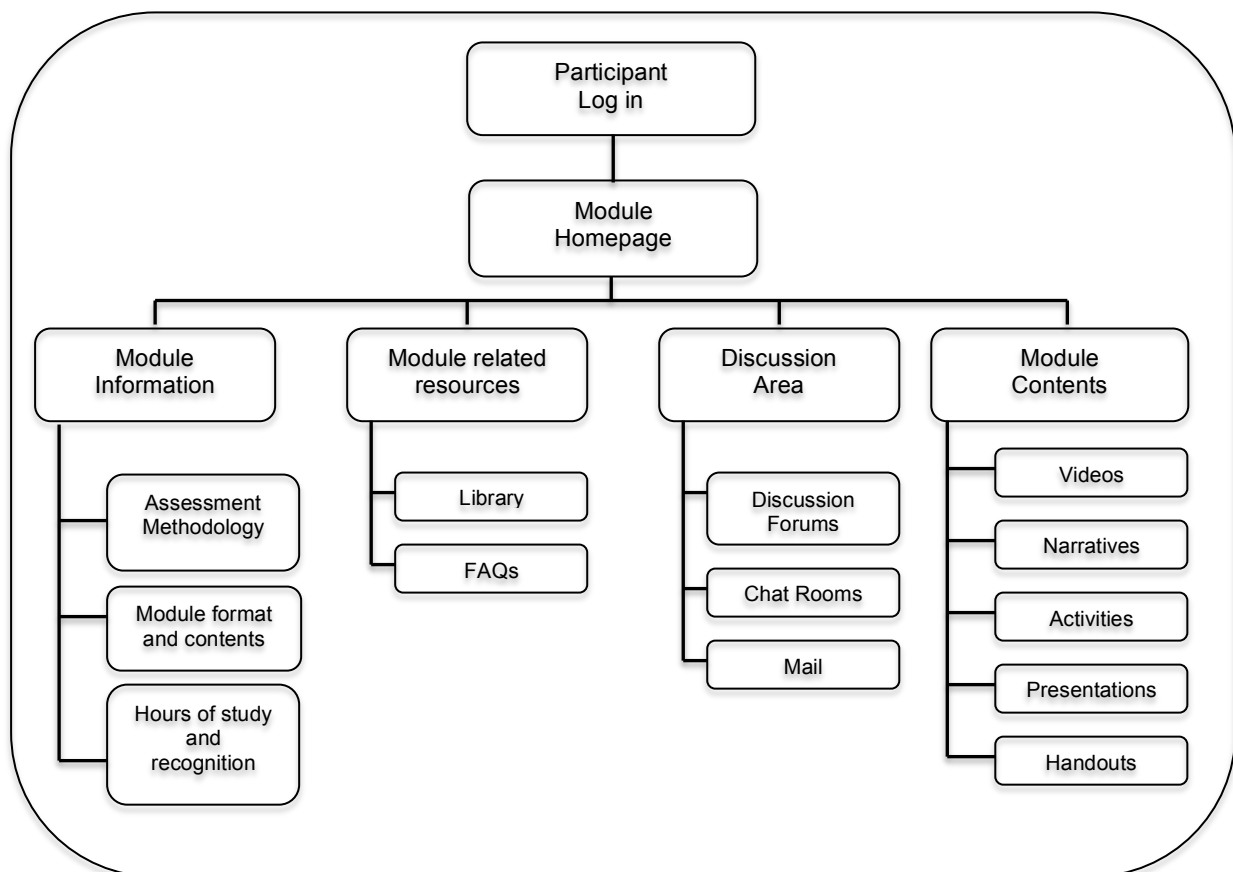 Participant
Log in
Module
Homepage
Module
Information
Module related
resources
Discussion
Area
Module
Contents
Assessment
Methodology
Module format
and contents
Hours of study
and
recognition
Library
FAQs
Discussion
Forums
Chat Rooms
Mail
Videos
Narratives
Activities
Presentations
Handouts